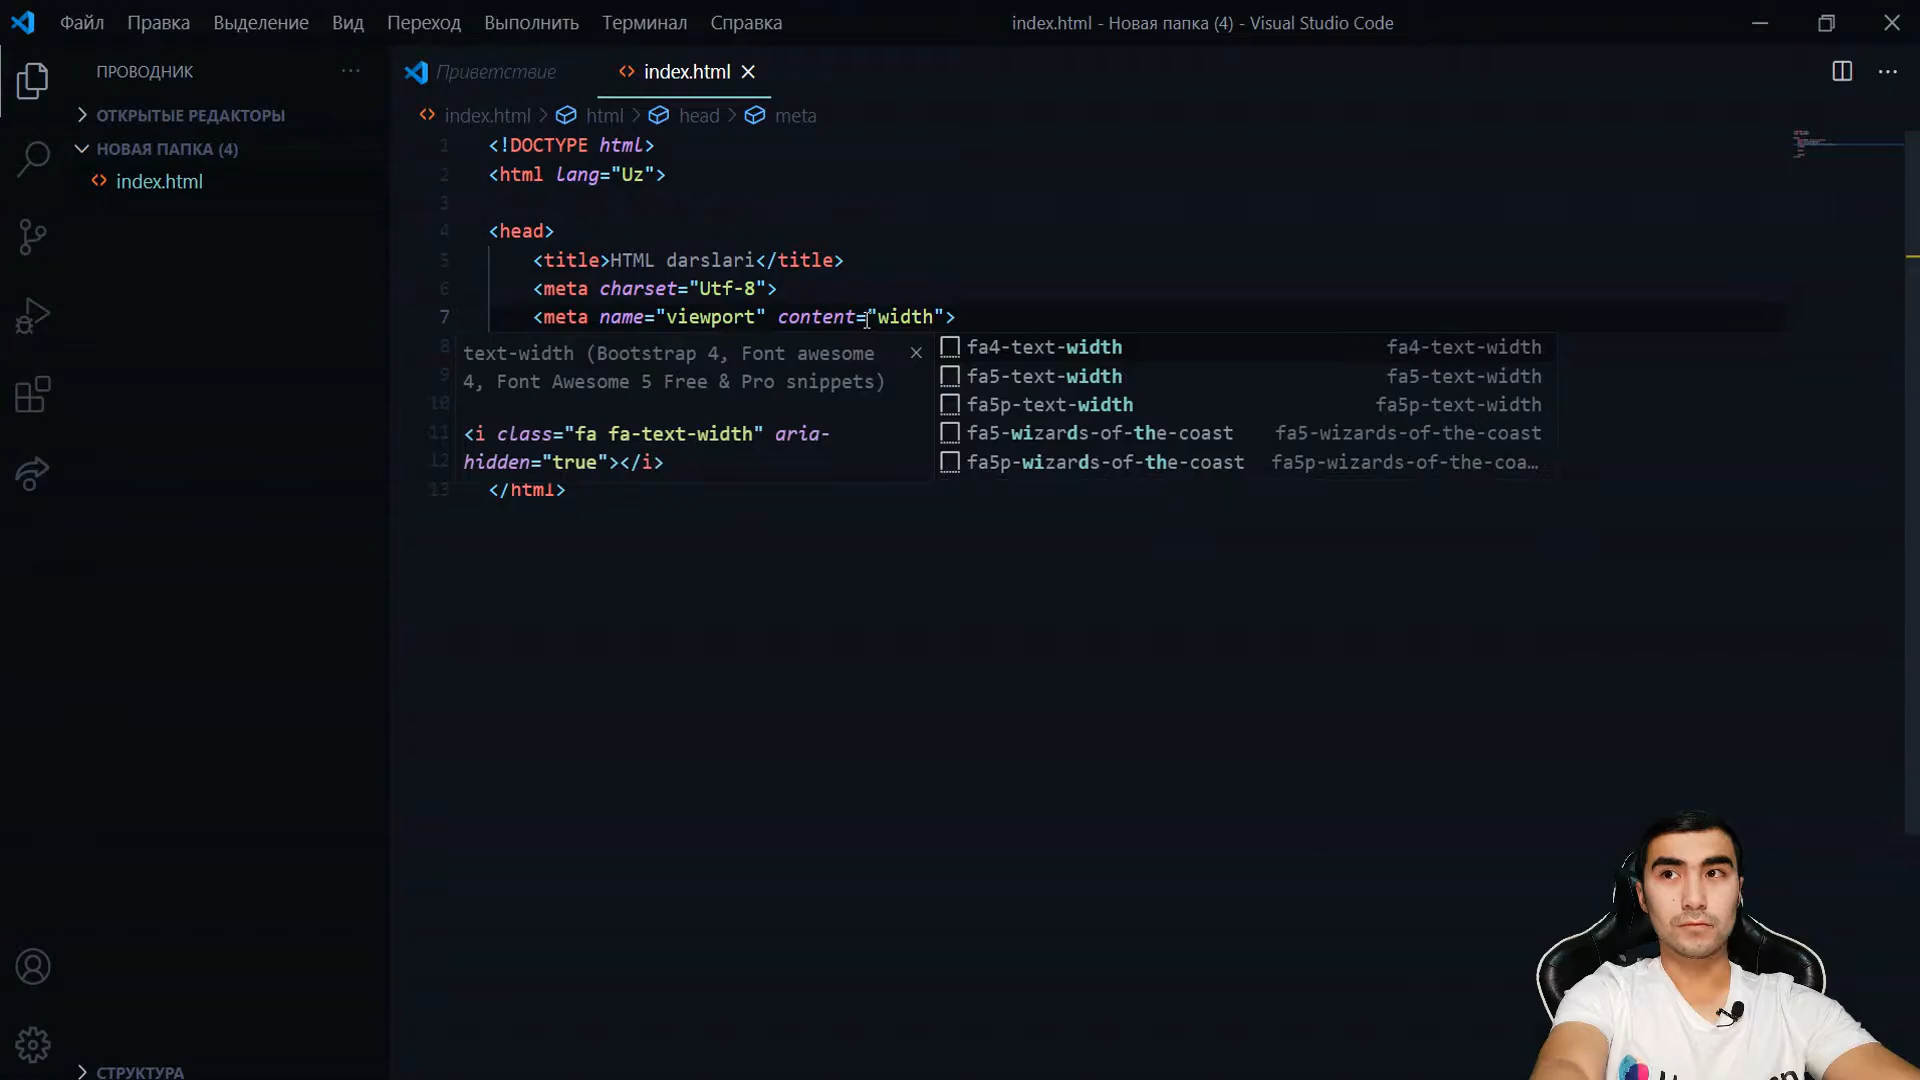 Файл Правка Выделение Вид Переход Выполнить Терминал Справка
index.html - Новая папка (4) - Visual Studio Code
ПРОВОДНИК
ОТКРЫТЫЕ РЕДАКТОРЫ
НОВАЯ ПАПКА (4)
index.html
СТРУКТУРА
Приветствие index.html
index.html > html > head > meta
1 <!DOCTYPE html>
2 <html lang="Uz">
3
4 <head>
5 <title>HTML darslari</title>
6 <meta charset="Utf-8">
7 <meta name="viewport" content="width">
8
9
10
11
12
13 </html>
text-width (Bootstrap 4, Font awesome
4, Font Awesome 5 Free & Pro snippets)
<i class="fa fa-text-width" aria-
hidden="true"></i>
fa4-text-width fa4-text-width
fa5-text-width fa5-text-width
fa5p-text-width fa5p-text-width
fa5-wizards-of-the-coast fa5-wizards-of-the-coast
fa5p-wizards-of-the-coast fa5p-wizards-of-the-coa…